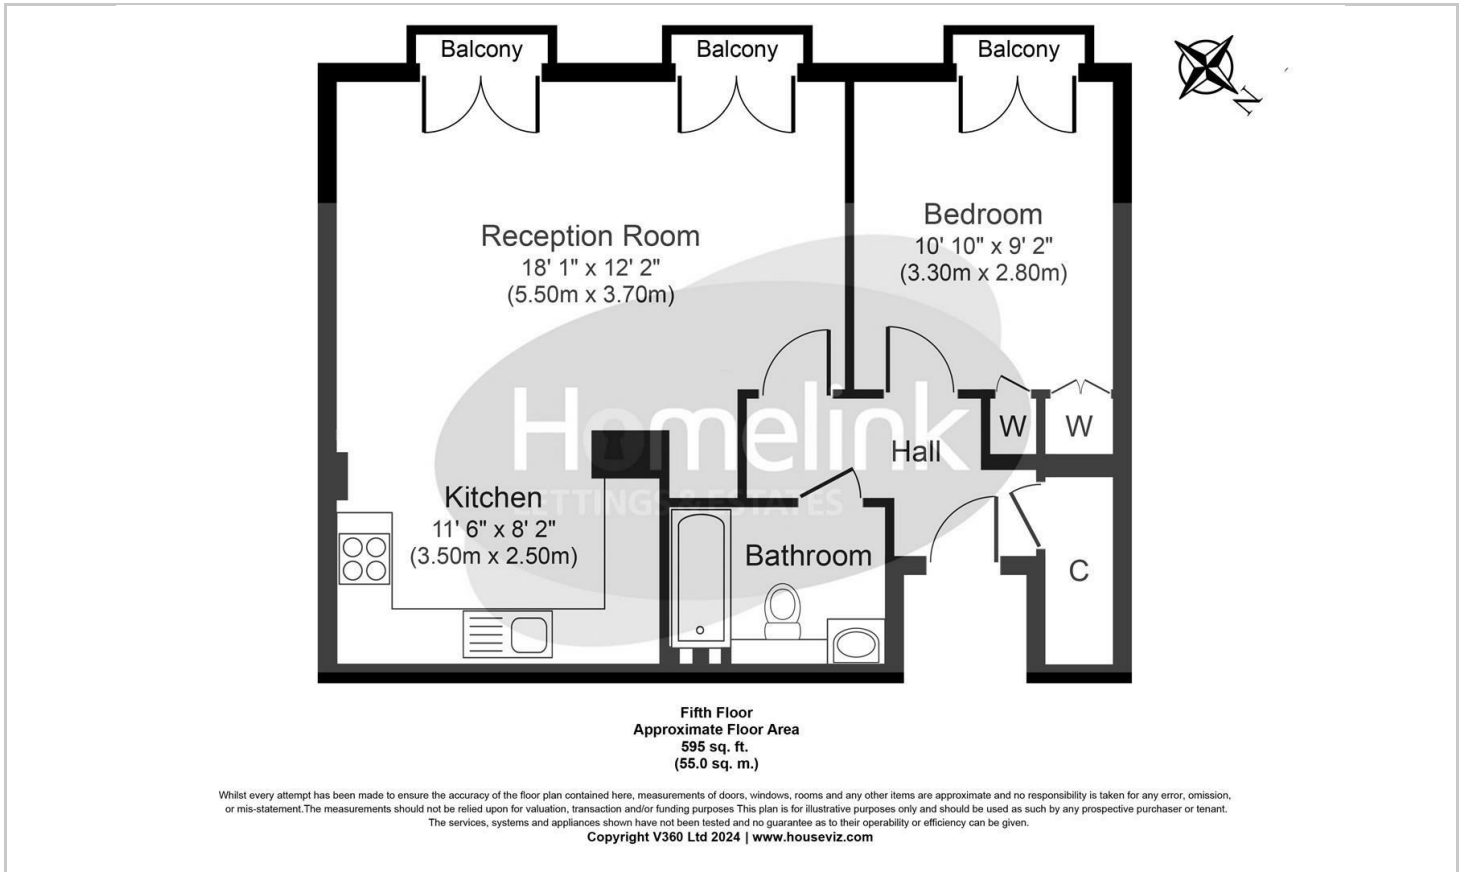 Balcony
Balcony
Balcony
N
Reception Room
18' 1" x 12' 2"
(5.50m x 3.70m)
Bedroom
10' 10" x 9' 2"
(3.30m x 2.80m)
Homelink
LETTINGS & ESTATES
Hall
W
W
Kitchen
11' 6" x 8' 2"
(3.50m x 2.50m)
Bathroom
C
Fifth Floor
Approximate Floor Area
595 sq. ft.
(55.0 sq. m.)
Whilst every attempt has been made to ensure the accuracy of the floor plan contained here, measurements of doors, windows, rooms and any other items are approximate and no responsibility is taken for any error, omission,
or mis-statement.The measurements should not be relied upon for valuation, transaction and/or funding purposes This plan is for illustrative purposes only and should be used as such by any prospective purchaser or tenant.
The services, systems and appliances shown have not been tested and no guarantee as to their operability or efficiency can be given.
Copyright V360 Ltd 2024 | www.houseviz.com